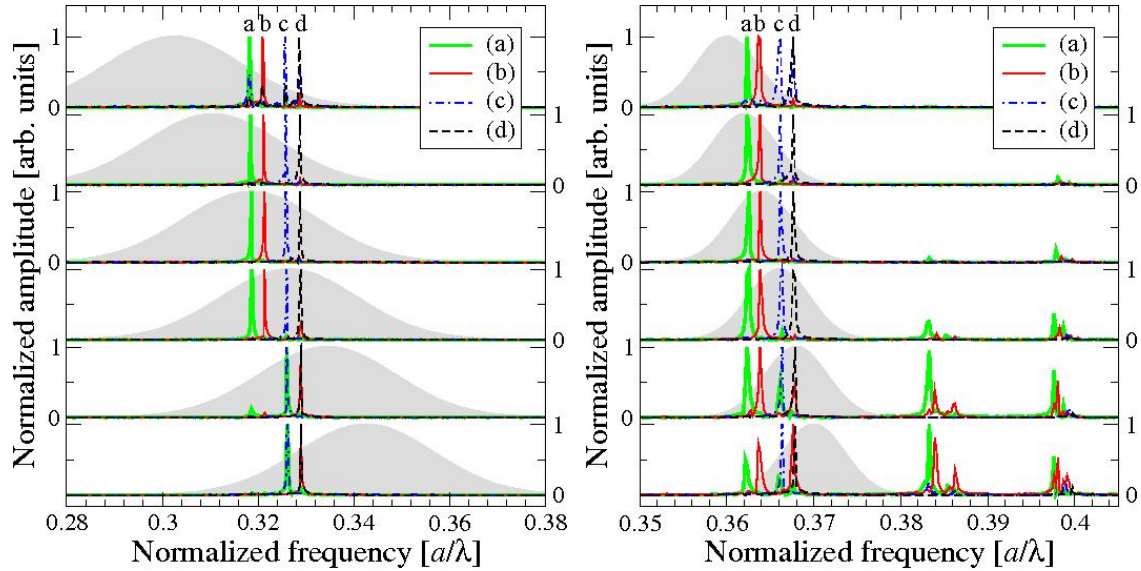 a b c d
(a)
(b)
(c)
(d)
1
0
1
0
1
0
1
0
1
0
1
0
0.28 0.3 0.32 0.34 0.36 0.38
Normalized frequency [a/λ]
Normalized amplitude [arb. units]
a b c d
(a)
(b)
(c)
(d)
1
0
1
0
1
0
1
0
1
0
1
0
0.35 0.36 0.37 0.38 0.39 0.4
Normalized frequency [a/λ]
Normalized amplitude [arb. units]